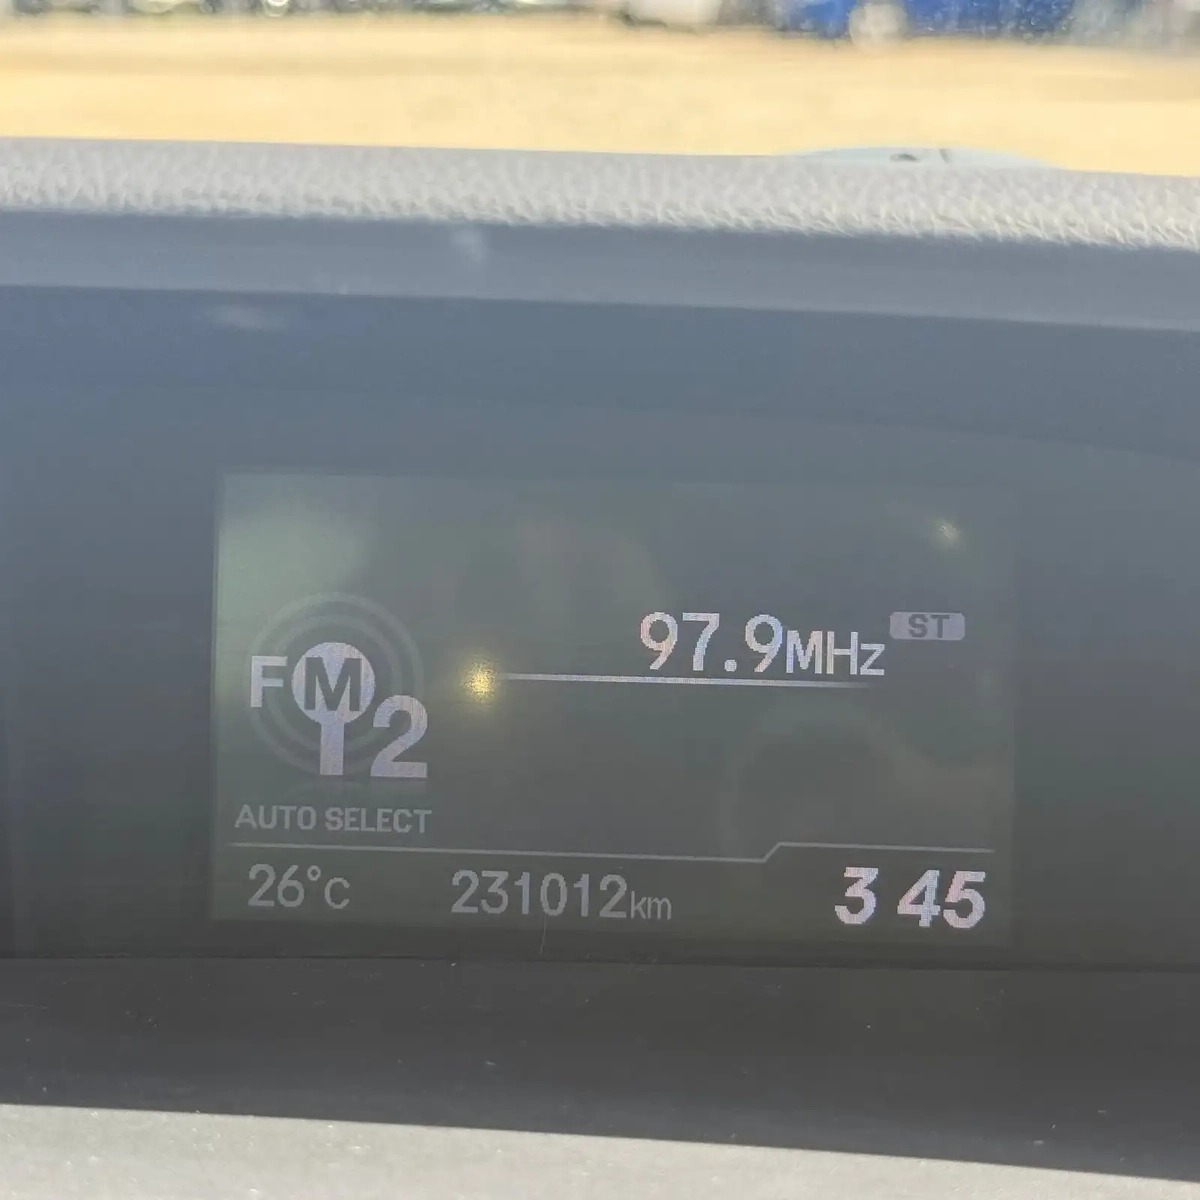 97.9MHz ST
FM 2
AUTO SELECT
26°C 231012km 3 45